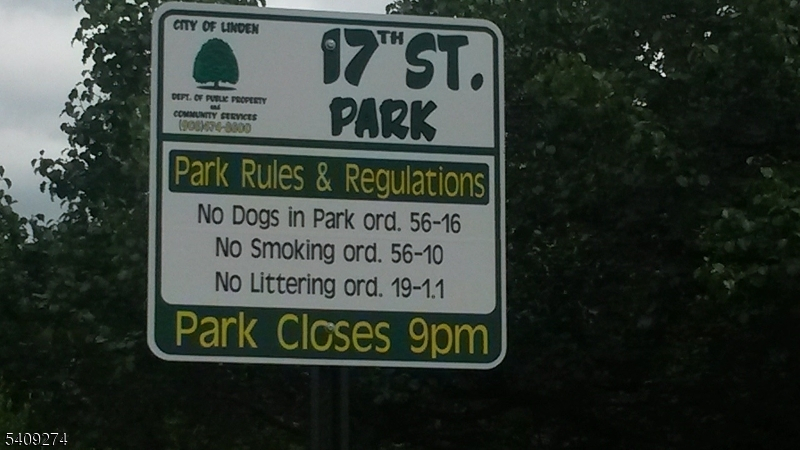 CITY OF LINDEN
DEPT. OF PUBLIC PROPERTY
and
COMMUNITY SERVICES
17TH ST.
PARK
Park Rules & Regulations
No Dogs in Park ord. 56-16
No Smoking ord. 56-10
No Littering ord. 19-1.1
Park Closes 9pm
5409274